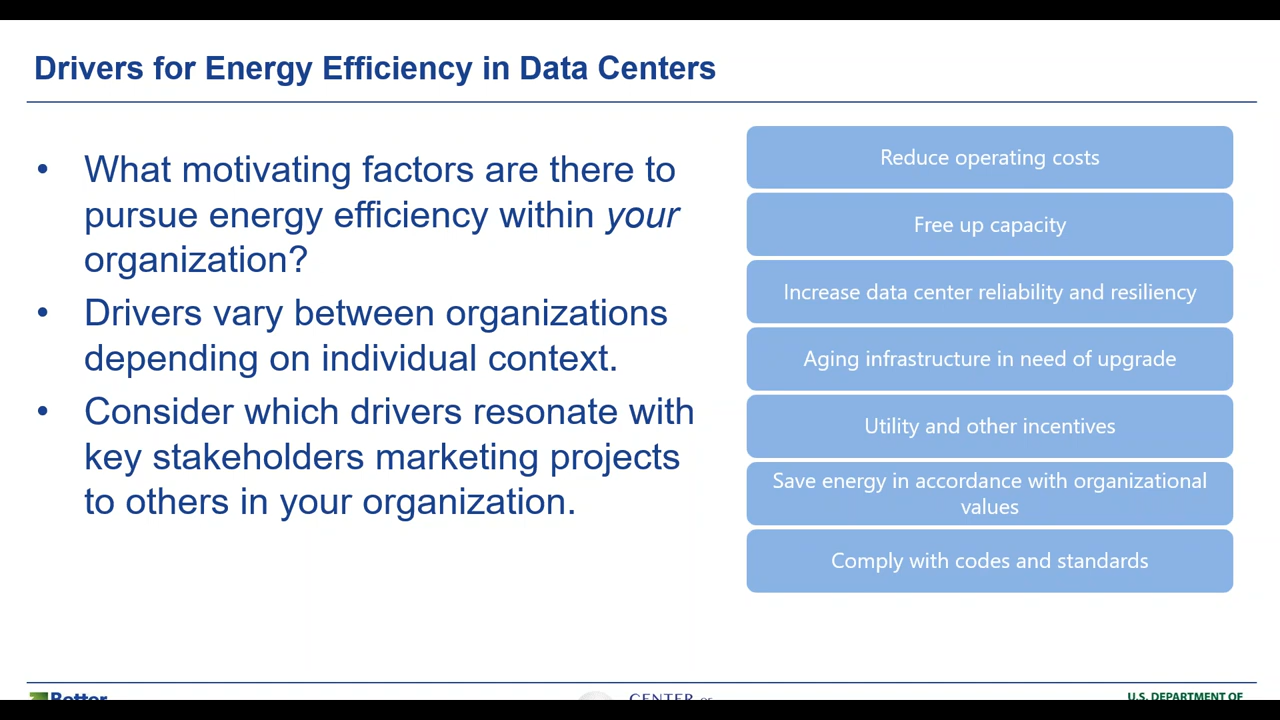 Drivers for Energy Efficiency in Data Centers
• What motivating factors are there to
pursue energy efficiency within your
organization?
• Drivers vary between organizations
depending on individual context.
• Consider which drivers resonate with
key stakeholders marketing projects
to others in your organization.
Reduce operating costs
Free up capacity
Increase data center reliability and resiliency
Aging infrastructure in need of upgrade
Utility and other incentives
Save energy in accordance with organizational
values
Comply with codes and standards
Better
CENTER OF
U.S. DEPARTMENT OF